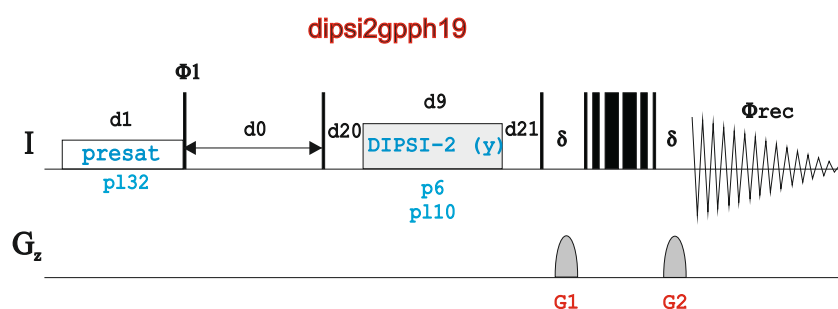 dipsi2gpph19
Φ1
d1 d0 d20 d9 d21 δ δ Φrec
I presat DIPSI-2 (y)
pl32 p6
pl10
Gz
G1 G2